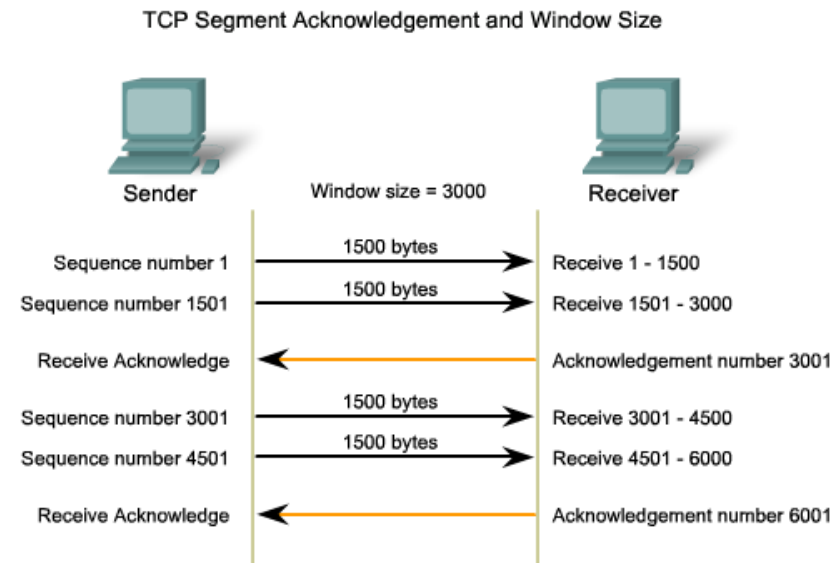 TCP Segment Acknowledgement and Window Size
Sender
Window size = 3000
Receiver
Sequence number 1
1500 bytes
Receive 1 - 1500
Sequence number 1501
1500 bytes
Receive 1501 - 3000
Receive Acknowledge
Acknowledgement number 3001
Sequence number 3001
1500 bytes
Receive 3001 - 4500
Sequence number 4501
1500 bytes
Receive 4501 - 6000
Receive Acknowledge
Acknowledgement number 6001